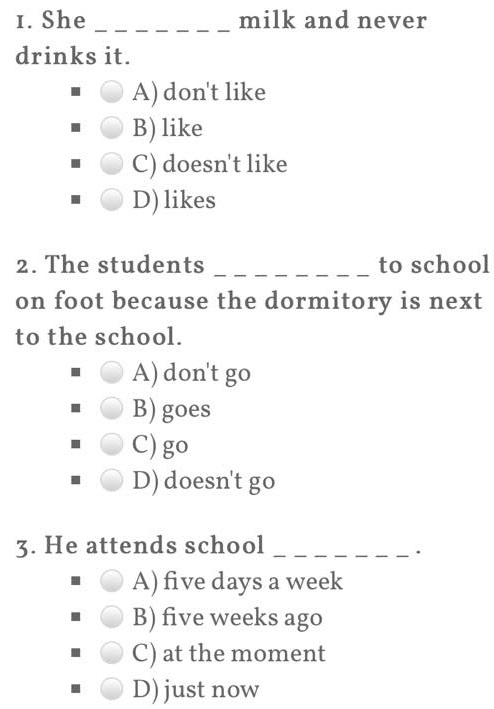 1. She _ _ _ _ _ _ _ milk and never
drinks it.
A) don't like
B) like
C) doesn't like
D) likes
2. The students _ _ _ _ _ _ _ _ to school
on foot because the dormitory is next
to the school.
A) don't go
B) goes
C) go
D) doesn't go
3. He attends school _ _ _ _ _ _ _ .
A) five days a week
B) five weeks ago
C) at the moment
D) just now